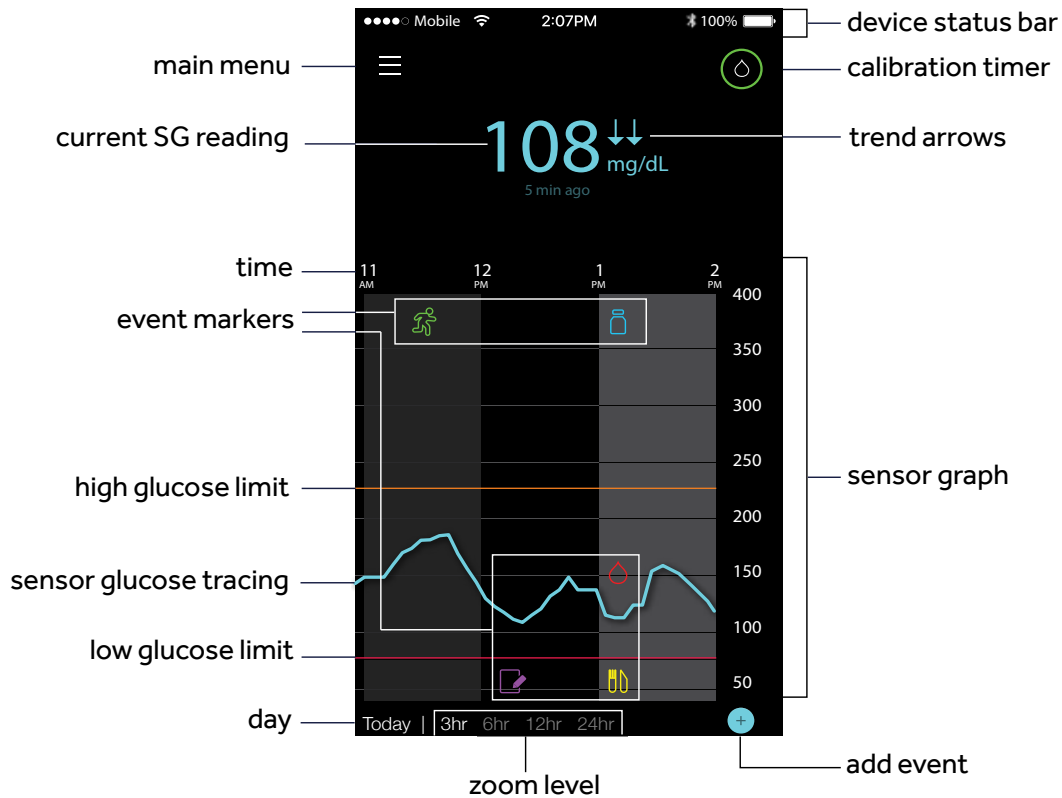 Mobile 2:07PM 100%
device status bar
main menu
calibration timer
current SG reading
108 mg/dL
trend arrows
5 min ago
time
11 AM 12 PM 1 PM 2 PM
event markers
400
350
300
250
200
150
100
50
high glucose limit
sensor graph
sensor glucose tracing
low glucose limit
day
Today | 3hr 6hr 12hr 24hr
+
zoom level
add event